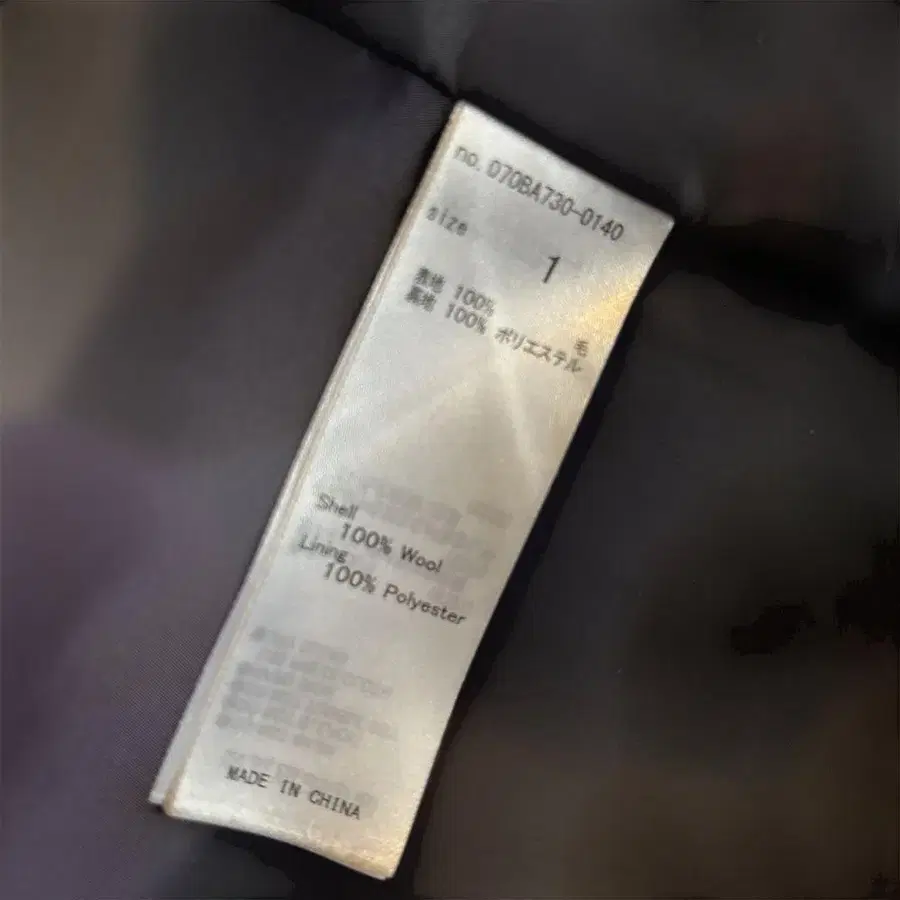 no. 070BA730-0140
size
1
表地 100% 毛
裏地 100% ポリエステル
Shell
100% Wool
Lining
100% Polyester
MADE IN CHINA